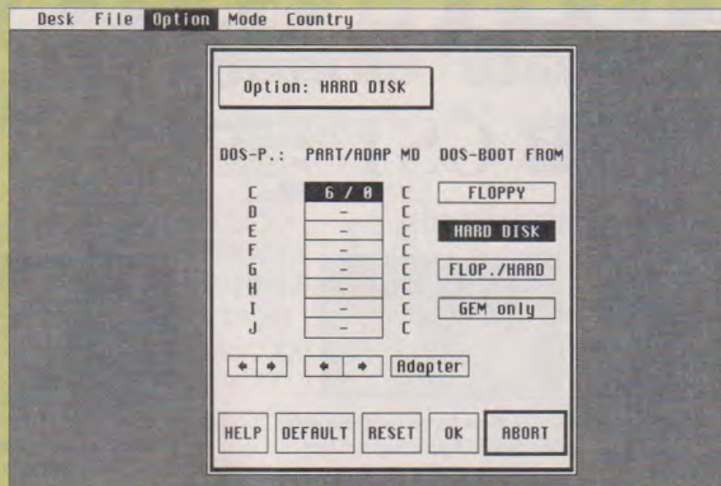 Desk File Option Mode Country
Option: HARD DISK
DOS-P.: PART/ADAP MD DOS-BOOT FROM
C 6 / 0 C FLOPPY
D - C
E - C HARD DISK
F - C
G - C FLOP./HARD
H - C
I - C GEM only
J - C
Adapter
HELP DEFAULT RESET OK ABORT